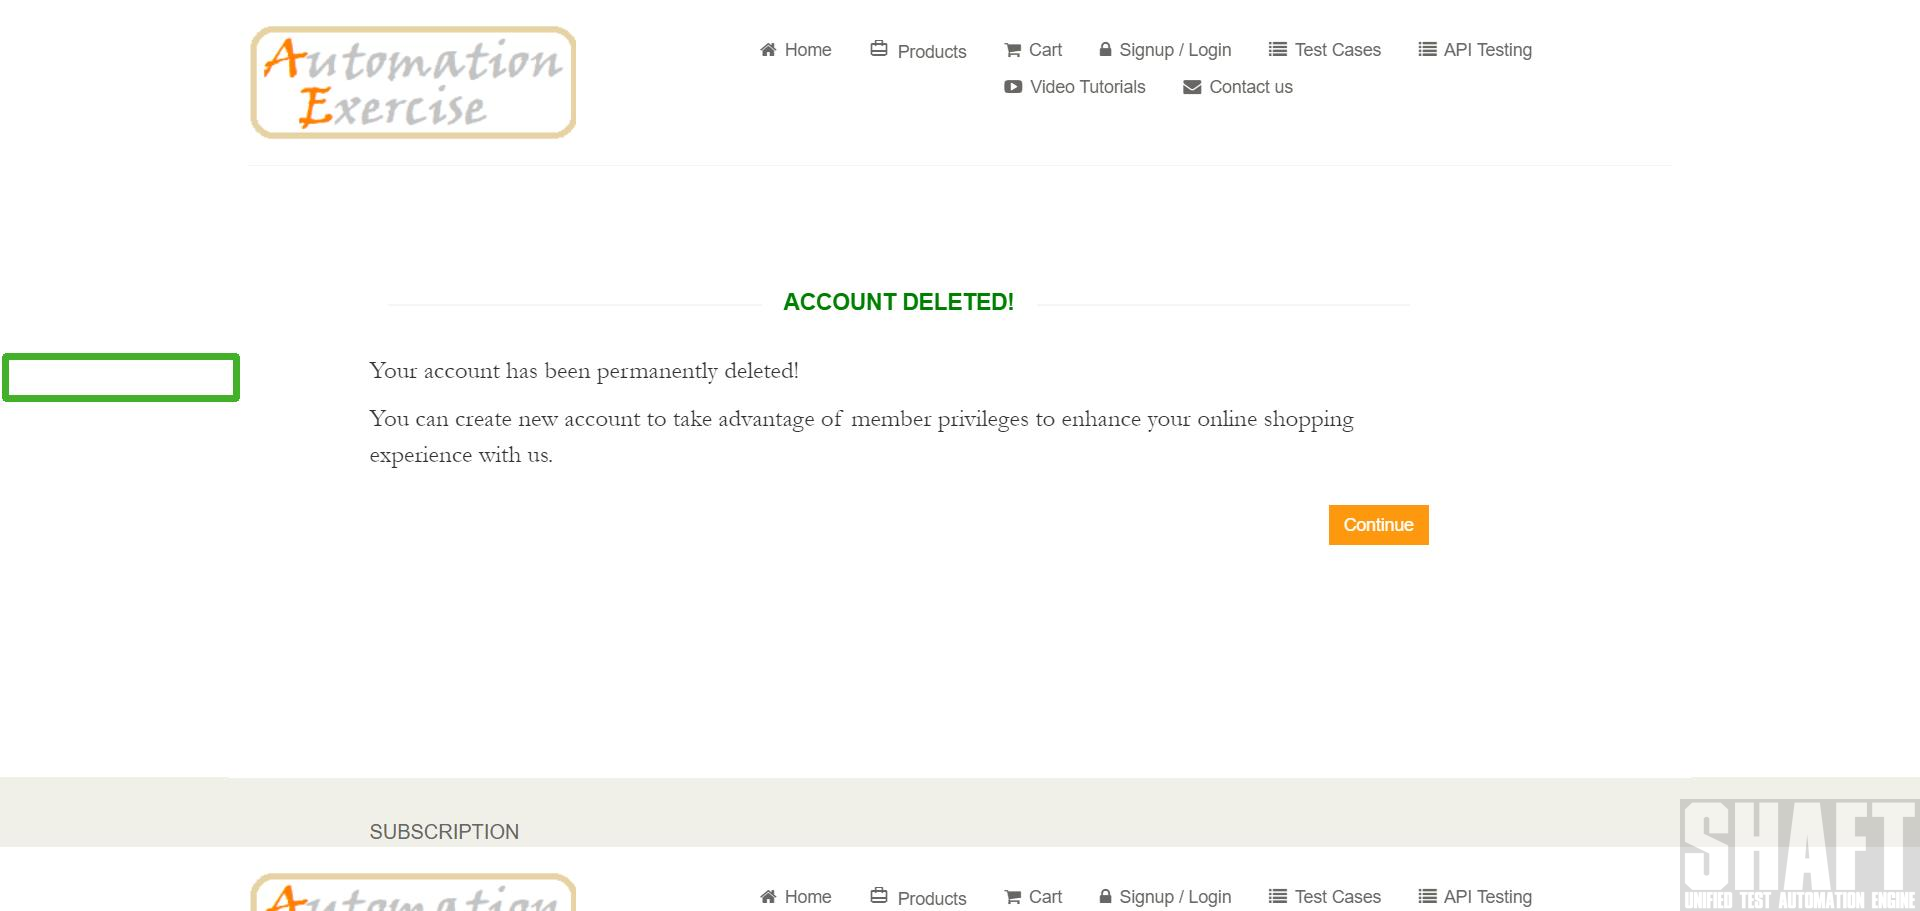 Automation
Exercise
Home
Products
Cart
Signup / Login
Test Cases
API Testing
Video Tutorials
Contact us
ACCOUNT DELETED!
Your account has been permanently deleted!
You can create new account to take advantage of member privileges to enhance your online shopping
experience with us.
Continue
SUBSCRIPTION
Automation
Home
Products
Cart
Signup / Login
Test Cases
API Testing
SHAFT
UNIFIED TEST AUTOMATION ENGINE